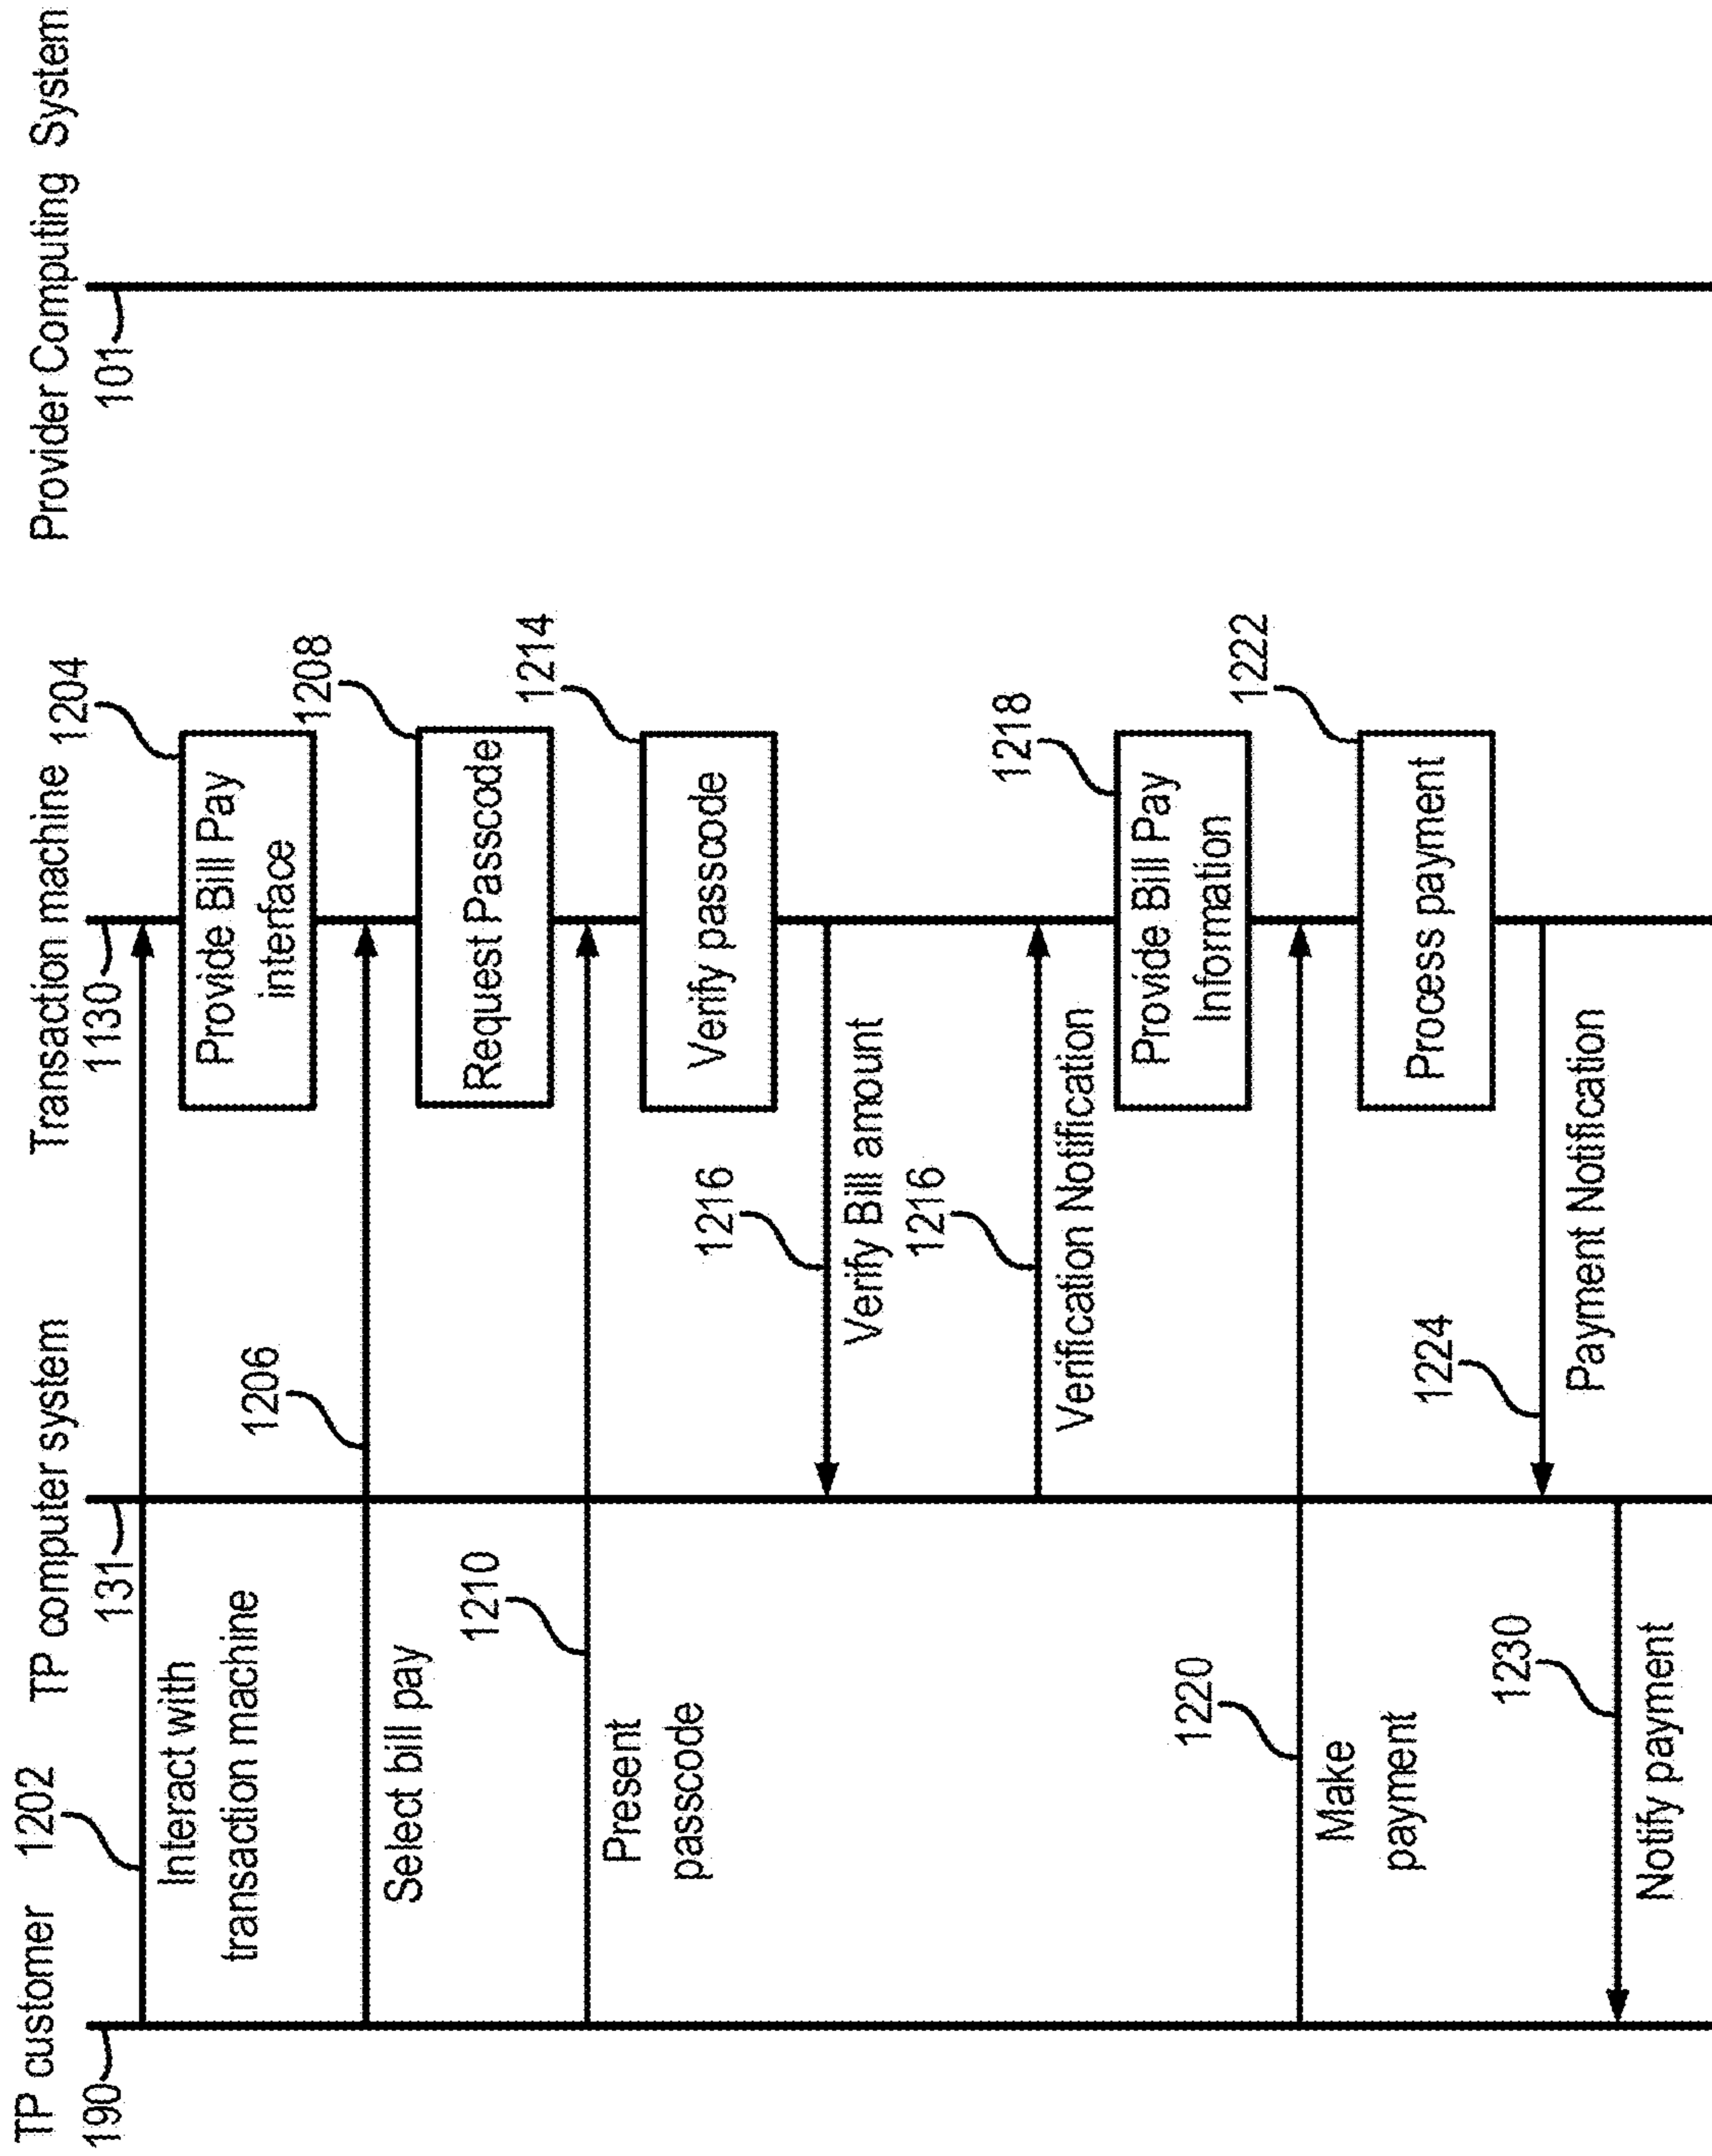 TP customer
TP computer system
Transaction machine
Provider Computing System
190
1202
131
1130
1204
101
Interact with
transaction machine
Provide Bill Pay
interface
1206
Select bill pay
1208
Request Passcode
1210
Present
passcode
1214
Verify passcode
1216
Verify Bill amount
1216
Verification Notification
1218
Provide Bill Pay
Information
1220
Make
payment
1222
Process payment
1224
Payment Notification
1230
Notify payment